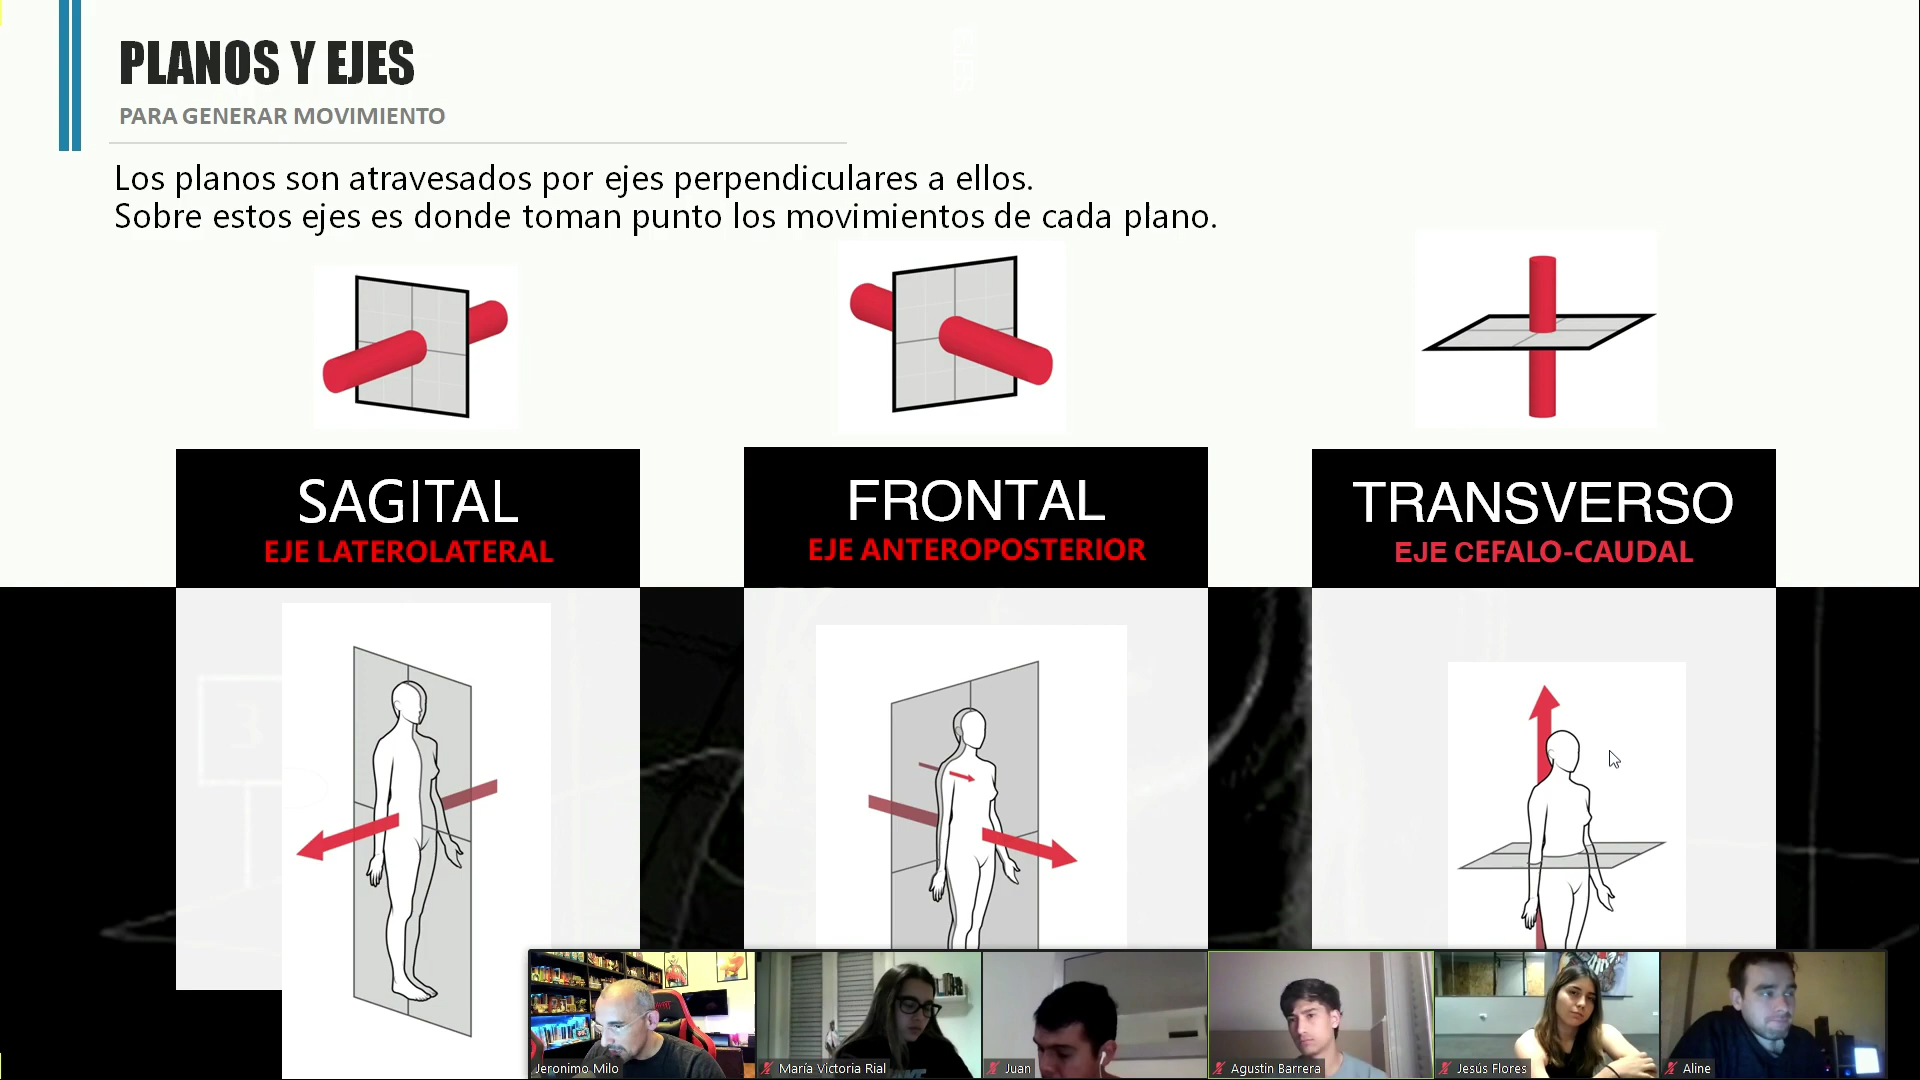 PLANOS Y EJES
PARA GENERAR MOVIMIENTO
EJES
Los planos son atravesados por ejes perpendiculares a ellos.
Sobre estos ejes es donde toman punto los movimientos de cada plano.
SAGITAL
EJE LATEROLATERAL
FRONTAL
EJE ANTEROPOSTERIOR
TRANSVERSO
EJE CEFALO-CAUDAL
3
Jeronimo Milo
María Victoria Rial
Juan
Agustin Barrera
Jesús Flores
Aline